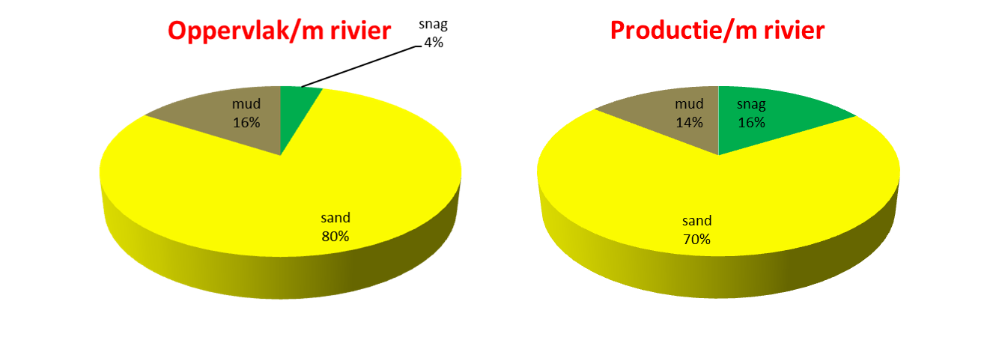 Oppervlak/m rivier
snag
4%
mud
16%
sand
80%
Productie/m rivier
mud
14%
snag
16%
sand
70%